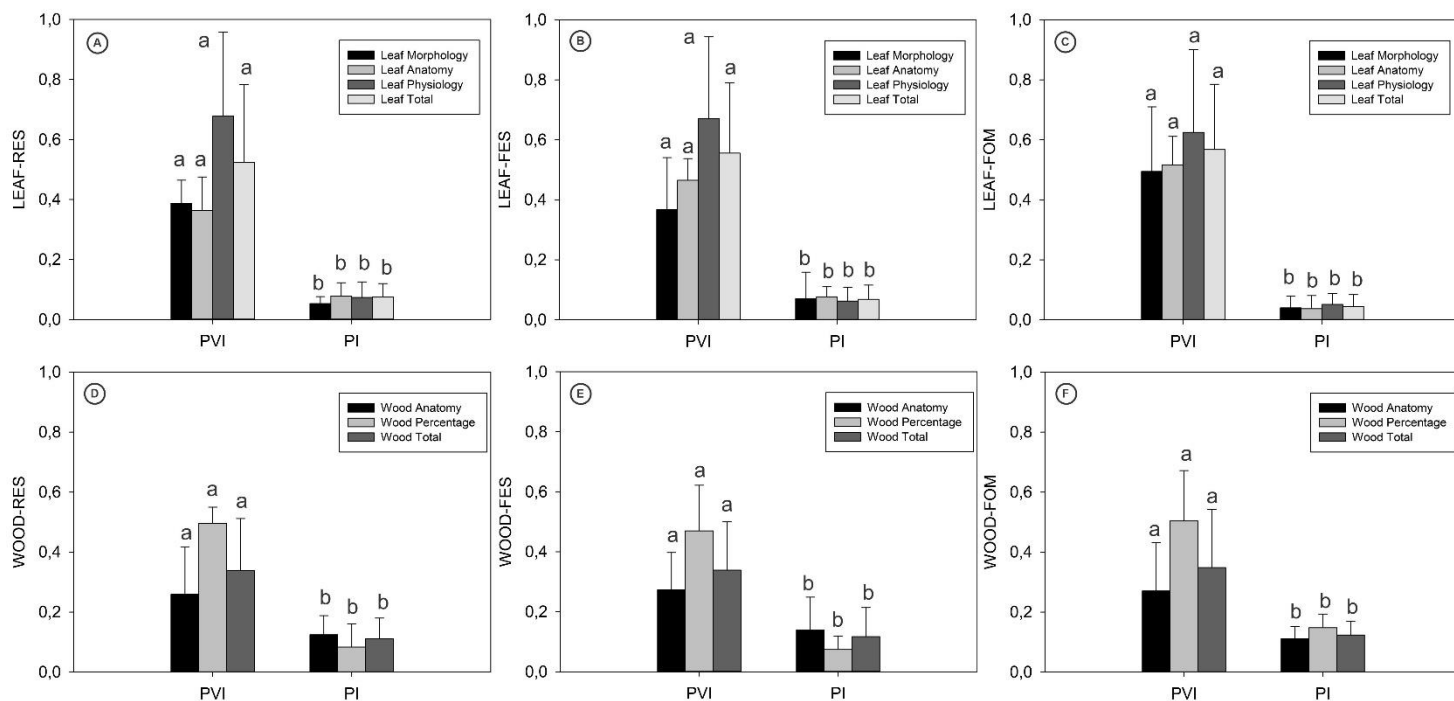 A
LEAF-RES
1,0
0,8
0,6
0,4
0,2
0,0
Leaf Morphology
Leaf Anatomy
Leaf Physiology
Leaf Total
a a a a
b b b b
PVI PI
B
LEAF-FES
1,0
0,8
0,6
0,4
0,2
0,0
Leaf Morphology
Leaf Anatomy
Leaf Physiology
Leaf Total
a a a a
b b b b
PVI PI
C
LEAF-FOM
1,0
0,8
0,6
0,4
0,2
0,0
Leaf Morphology
Leaf Anatomy
Leaf Physiology
Leaf Total
a a a a
b b b b
PVI PI
D
WOOD-RES
1,0
0,8
0,6
0,4
0,2
0,0
Wood Anatomy
Wood Percentage
Wood Total
a a a
b b b
PVI PI
E
WOOD-FES
1,0
0,8
0,6
0,4
0,2
0,0
Wood Anatomy
Wood Percentage
Wood Total
a a a
b b b
PVI PI
F
WOOD-FOM
1,0
0,8
0,6
0,4
0,2
0,0
Wood Anatomy
Wood Percentage
Wood Total
a a a
b b b
PVI PI